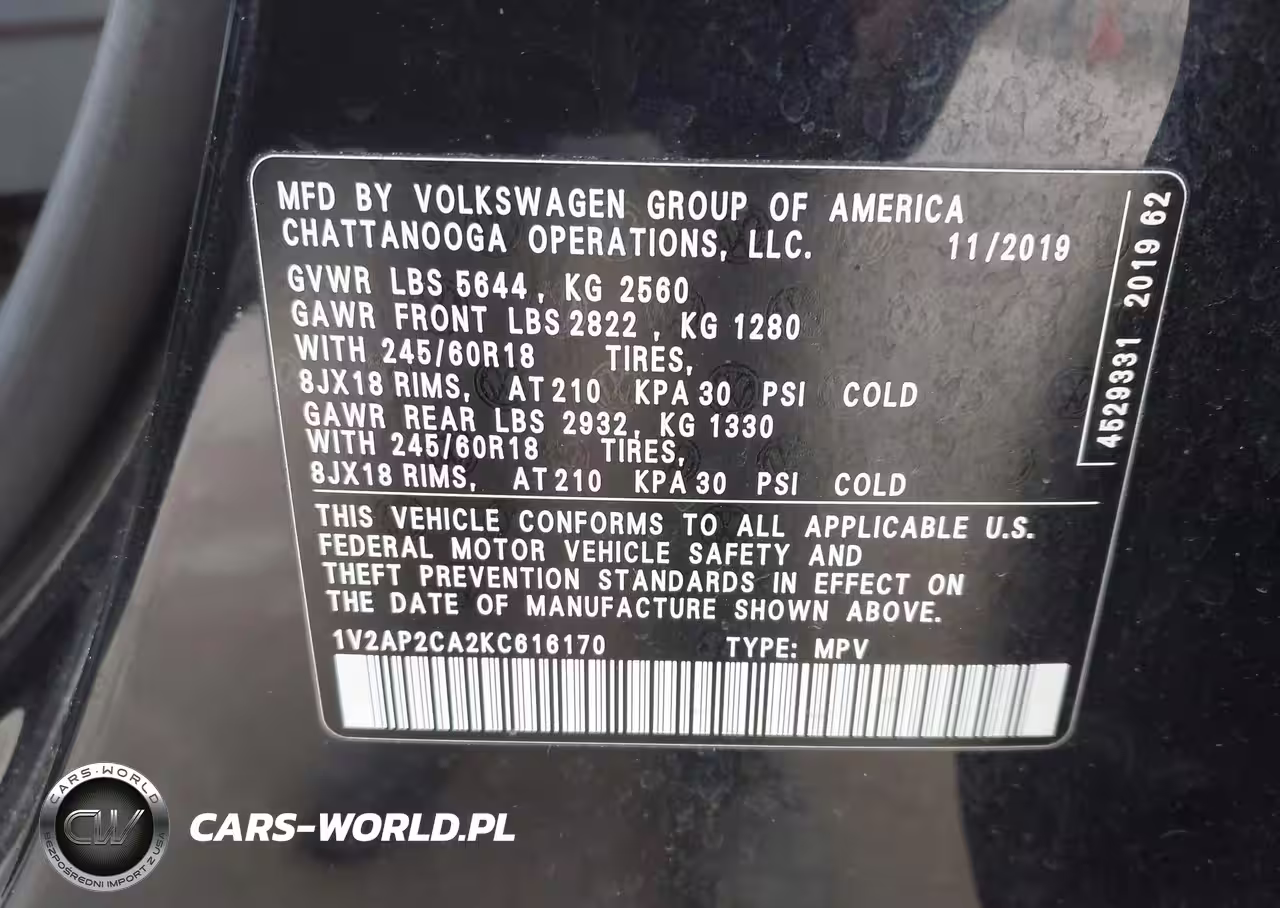 MFD BY VOLKSWAGEN GROUP OF AMERICA
CHATTANOOGA OPERATIONS, LLC. 11/2019
GVWR LBS 5644, KG 2560
GAWR FRONT LBS 2822, KG 1280
WITH 245/60R18 TIRES,
8JX18 RIMS, AT 210 KPA 30 PSI COLD
GAWR REAR LBS 2932, KG 1330
WITH 245/60R18 TIRES,
8JX18 RIMS, AT 210 KPA 30 PSI COLD
THIS VEHICLE CONFORMS TO ALL APPLICABLE U.S.
FEDERAL MOTOR VEHICLE SAFETY AND
THEFT PREVENTION STANDARDS IN EFFECT ON
THE DATE OF MANUFACTURE SHOWN ABOVE.
1V2AP2CA2KC616170 TYPE: MPV
4529331 2019 62
CARS-WORLD
CW
BEZPOŚREDNI IMPORT Z USA
CARS-WORLD.PL